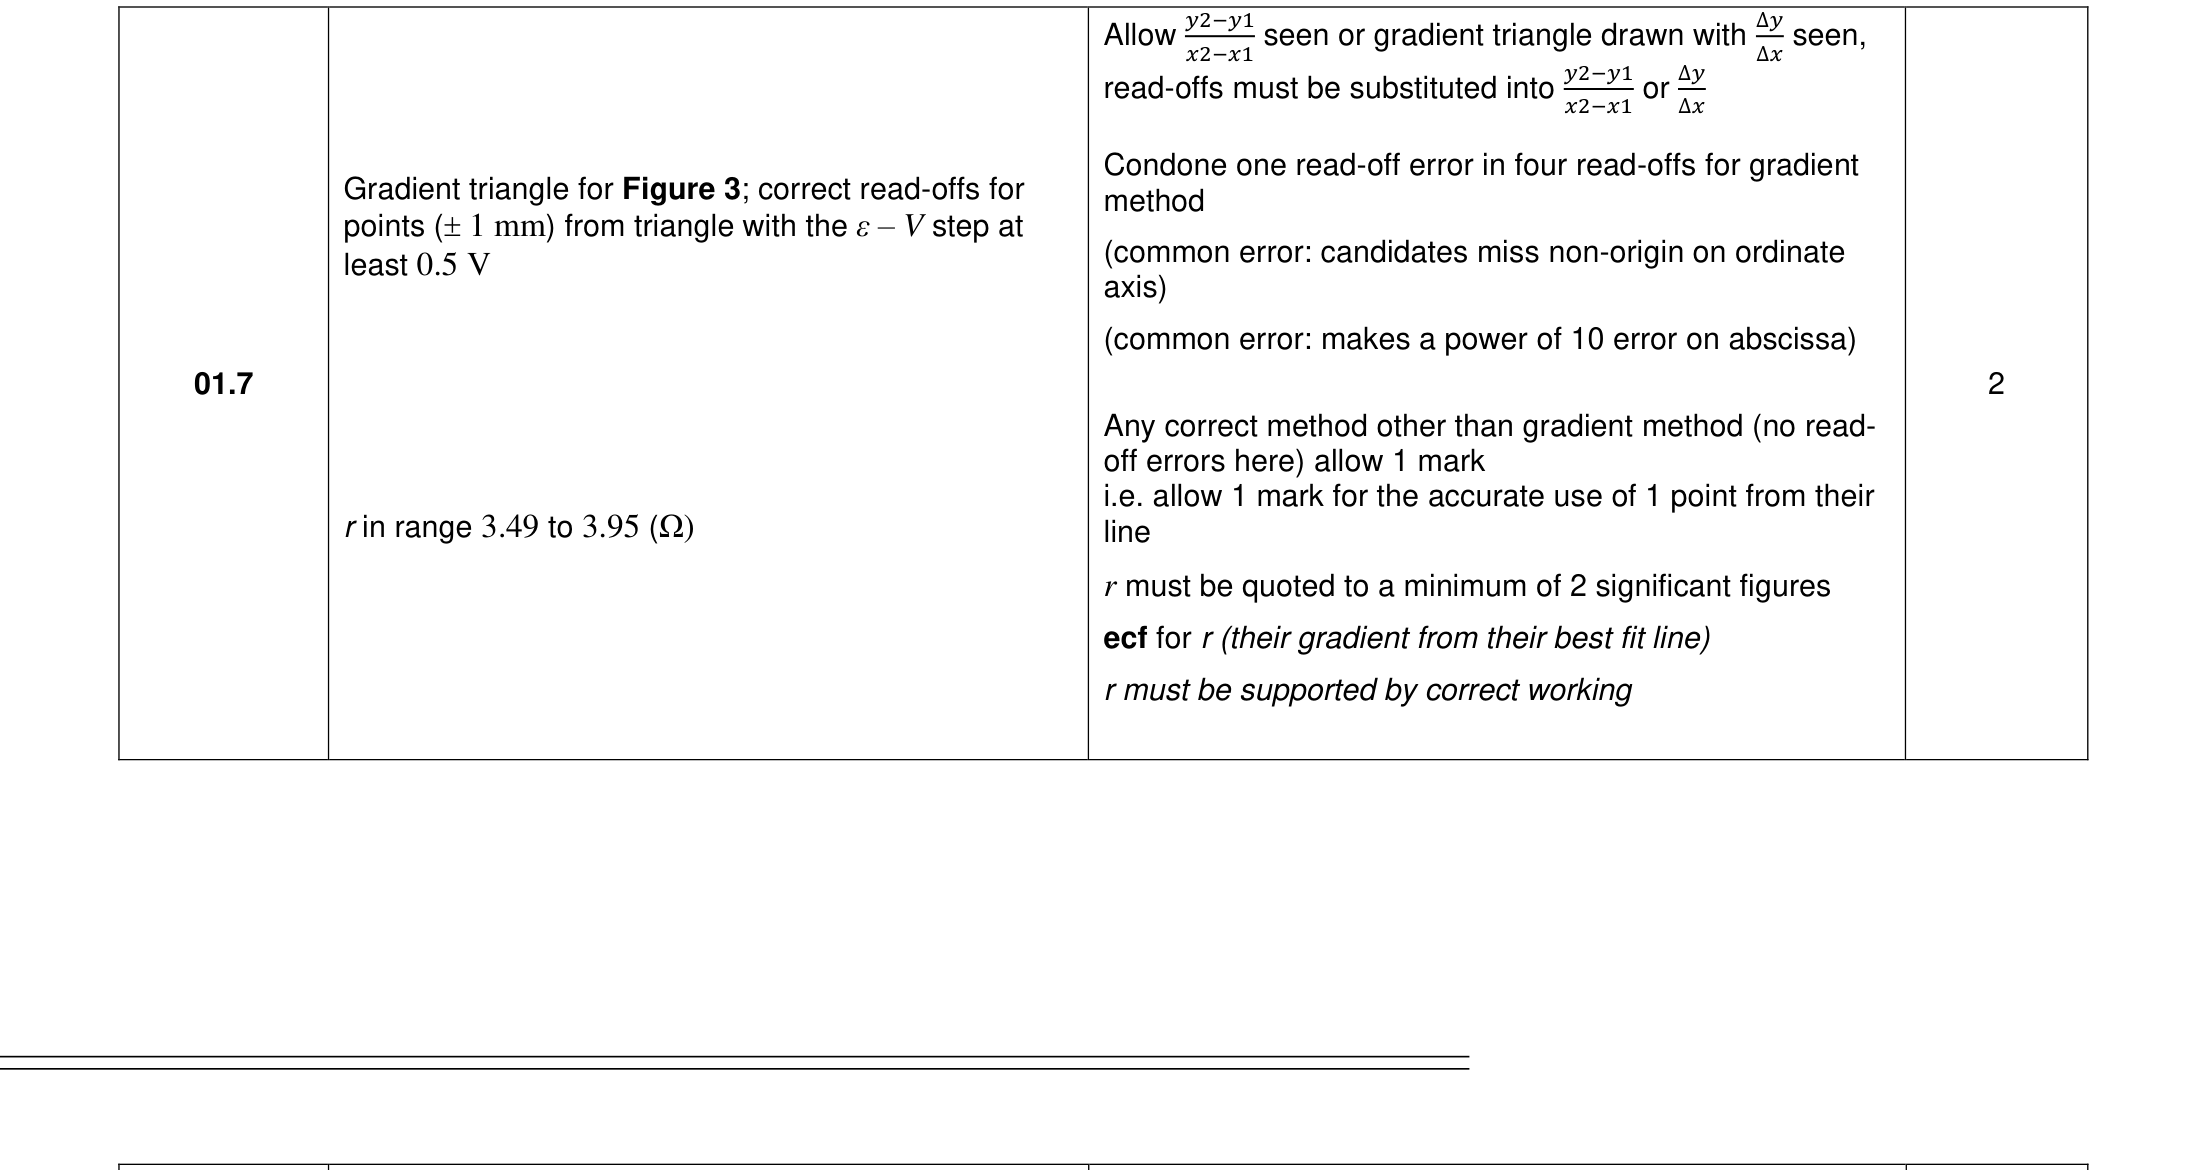 01.7
Gradient triangle for Figure 3; correct read-offs for
points (± 1 mm) from triangle with the ε – V step at
least 0.5 V
r in range 3.49 to 3.95 (Ω)
Allow y2−y1/x2−x1 seen or gradient triangle drawn with Δy/Δx seen,
read-offs must be substituted into y2−y1/x2−x1 or Δy/Δx
Condone one read-off error in four read-offs for gradient
method
(common error: candidates miss non-origin on ordinate
axis)
(common error: makes a power of 10 error on abscissa)
Any correct method other than gradient method (no read-
off errors here) allow 1 mark
i.e. allow 1 mark for the accurate use of 1 point from their
line
r must be quoted to a minimum of 2 significant figures
ecf for r (their gradient from their best fit line)
r must be supported by correct working
2